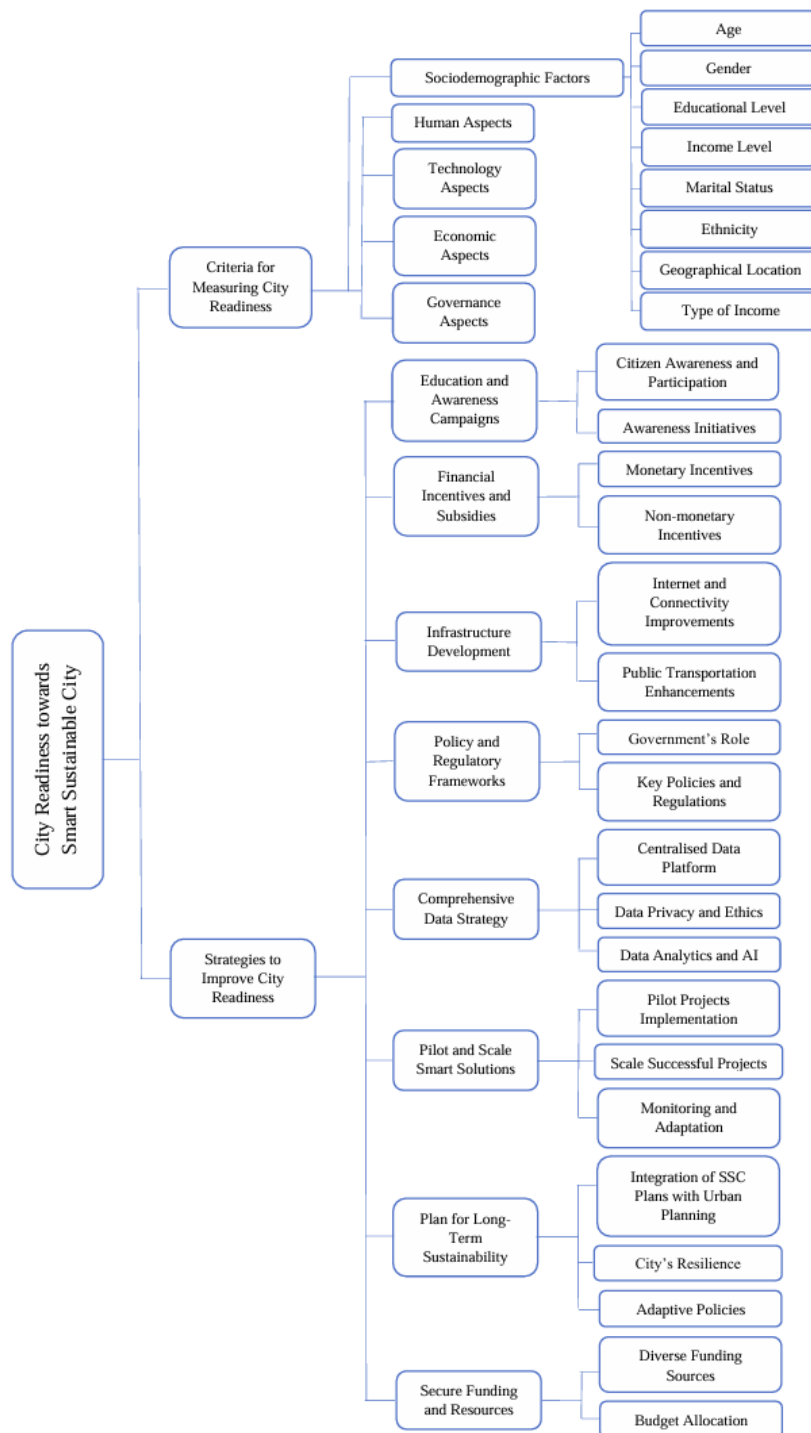 City Readiness towards
Smart Sustainable City
Criteria for
Measuring City
Readiness
Sociodemographic Factors
Age
Gender
Educational Level
Income Level
Marital Status
Ethnicity
Geographical Location
Type of Income
Human Aspects
Technology
Aspects
Economic
Aspects
Governance
Aspects
Strategies to
Improve City
Readiness
Education and
Awareness
Campaigns
Citizen Awareness and
Participation
Awareness Initiatives
Financial
Incentives and
Subsidies
Monetary Incentives
Non-monetary
Incentives
Infrastructure
Development
Internet and
Connectivity
Improvements
Public Transportation
Enhancements
Policy and
Regulatory
Frameworks
Government’s Role
Key Policies and
Regulations
Comprehensive
Data Strategy
Centralised Data
Platform
Data Privacy and Ethics
Data Analytics and AI
Pilot and Scale
Smart Solutions
Pilot Projects
Implementation
Scale Successful Projects
Monitoring and
Adaptation
Plan for Long-
Term
Sustainability
Integration of SSC
Plans with Urban
Planning
City’s Resilience
Adaptive Policies
Secure Funding
and Resources
Diverse Funding
Sources
Budget Allocation